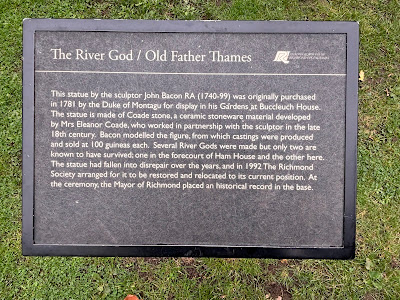 The River God / Old Father Thames
This statue by the sculptor John Bacon RA (1740-99) was originally purchased
in 1781 by the Duke of Montagu for display in his Gardens at Buccleuch House.
The statue is made of Coade stone, a ceramic stoneware material developed
by Mrs Eleanor Coade, who worked in partnership with the sculptor in the late
18th century. Bacon modelled the figure, from which castings were produced
and sold at 100 guineas each. Several River Gods were made but only two are
known to have survived; one in the forecourt of Ham House and the other here.
The statue had fallen into disrepair over the years, and in 1992 The Richmond
Society arranged for it to be restored and relocated to its current position. At
the ceremony, the Mayor of Richmond placed an historical record in the base.